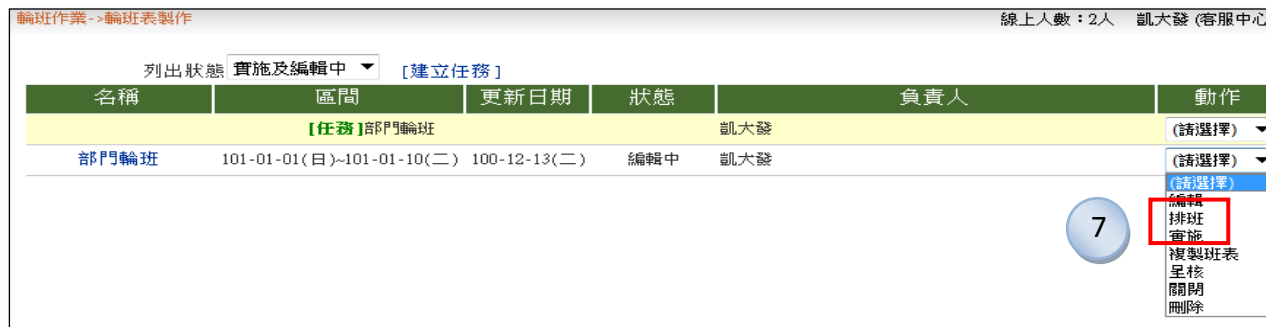 輪班作業->輪班表製作 線上人數：2人 凱大發 (客服中心
列出狀態 實施及編輯中 [建立任務]
名稱 區間 更新日期 狀態 負責人 動作
[任務]部門輪班 凱大發 (請選擇)
部門輪班 101-01-01(日)~101-01-10(二) 100-12-13(二) 編輯中 凱大發 (請選擇)
(請選擇)
編輯
排班
實施
複製班表
呈核
關閉
刪除
7